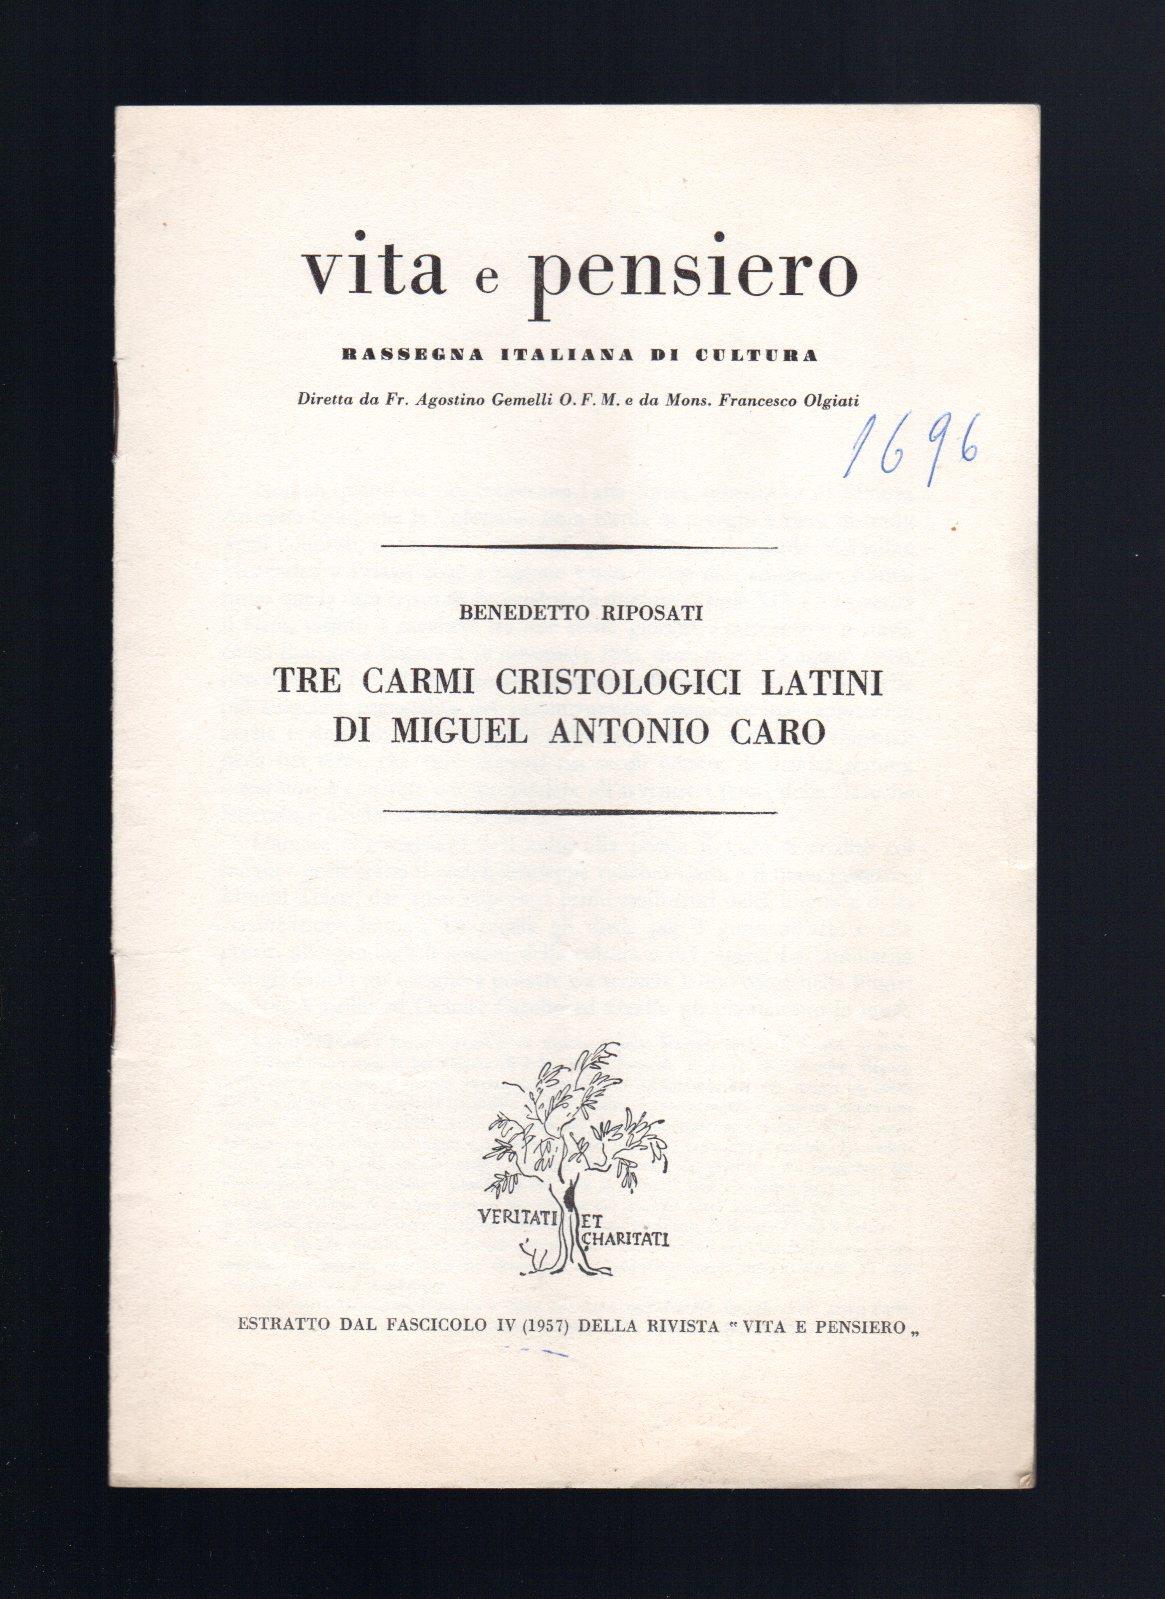 vita e pensiero
RASSEGNA ITALIANA DI CULTURA
Diretta da Fr. Agostino Gemelli O. F. M. e da Mons. Francesco Olgiati
1696
BENEDETTO RIPOSATI
TRE CARMI CRISTOLOGICI LATINI
DI MIGUEL ANTONIO CARO
VERITATI ET
CHARITATI
ESTRATTO DAL FASCICOLO IV (1957) DELLA RIVISTA “ VITA E PENSIERO „